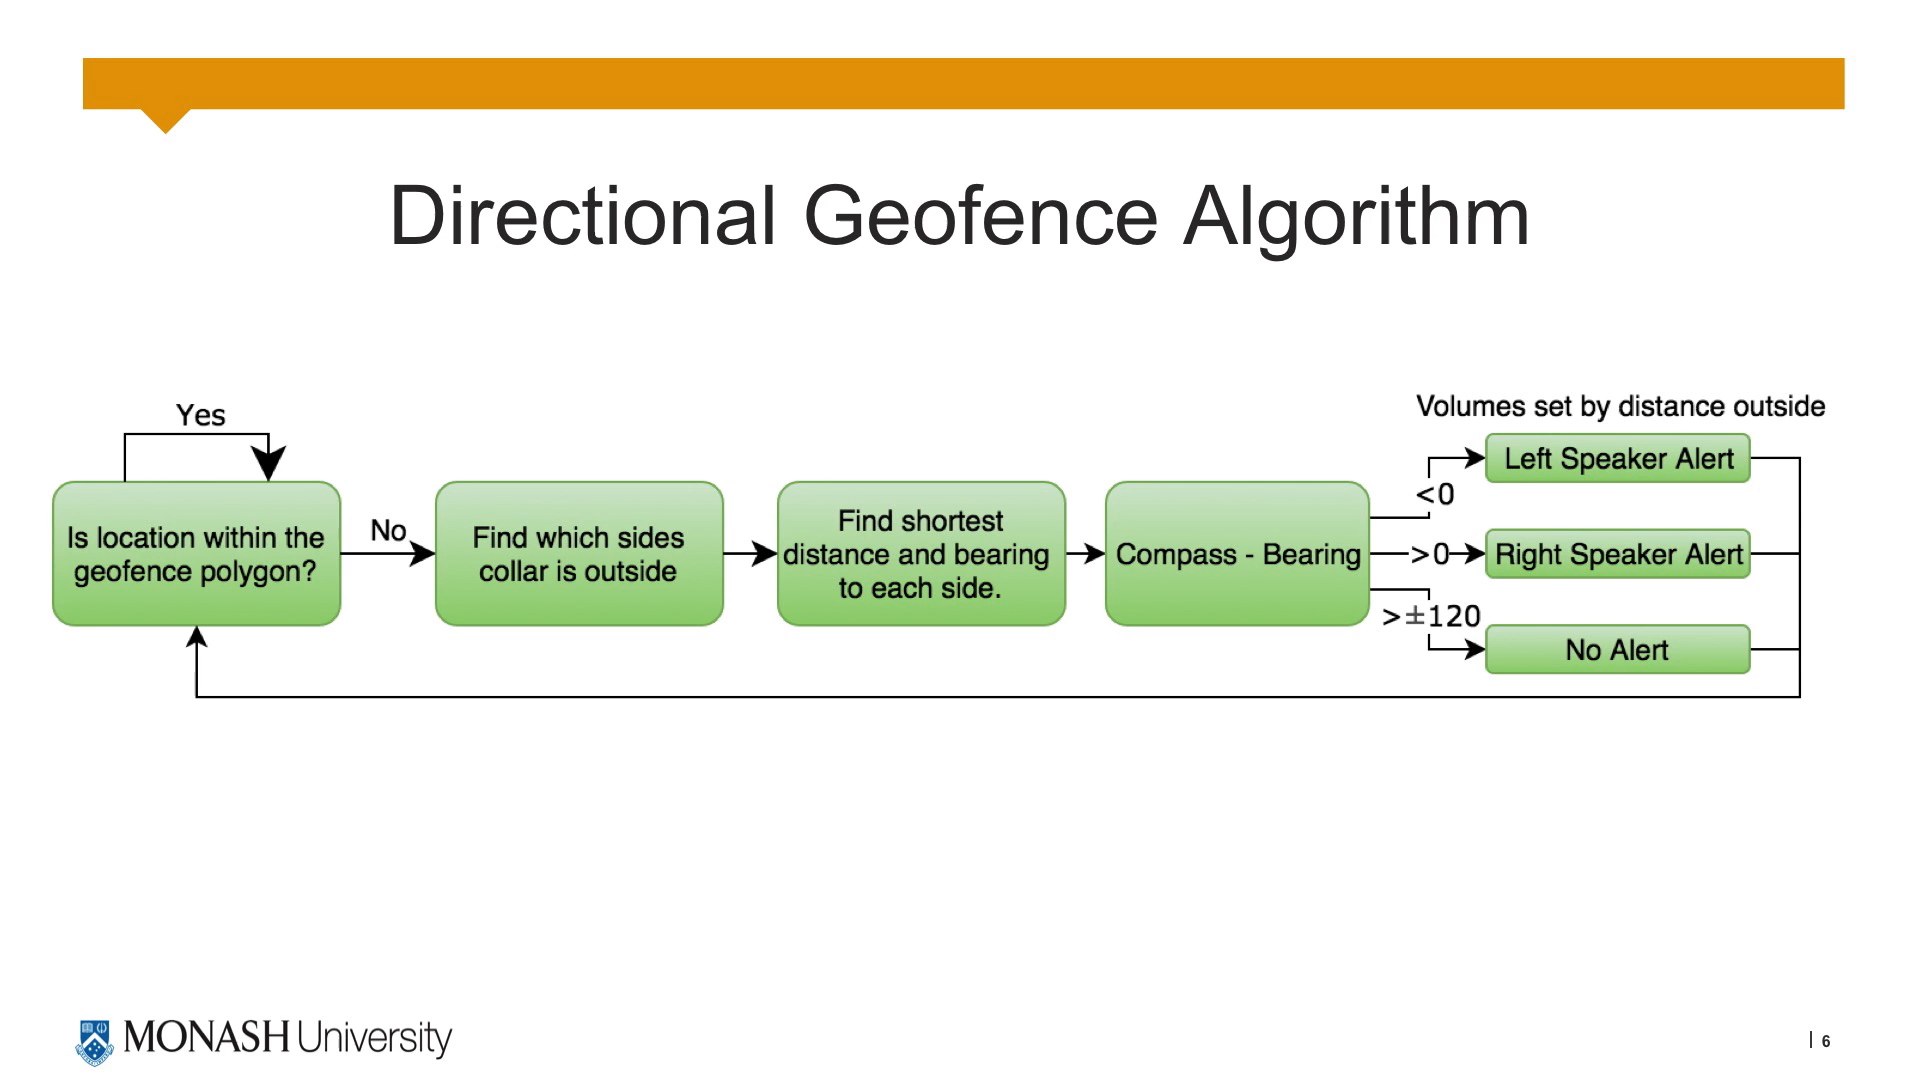 Directional Geofence Algorithm
Yes
Is location within the
geofence polygon?
No
Find which sides
collar is outside
Find shortest
distance and bearing
to each side.
Compass - Bearing
Volumes set by distance outside
<0
Left Speaker Alert
>0
Right Speaker Alert
>±120
No Alert
MONASH University
6